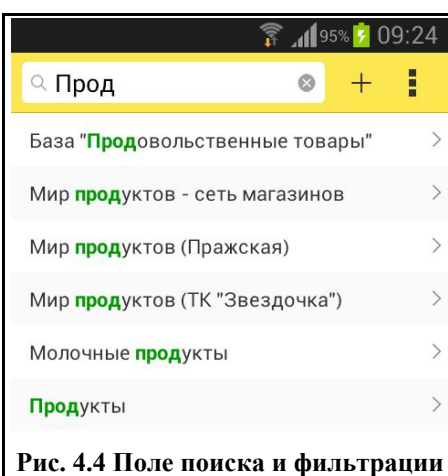 95% 09:24
Прод
База "Продовольственные товары"
Мир продуктов - сеть магазинов
Мир продуктов (Пражская)
Мир продуктов (ТК "Звездочка")
Молочные продукты
Продукты
Рис. 4.4 Поле поиска и фильтрации